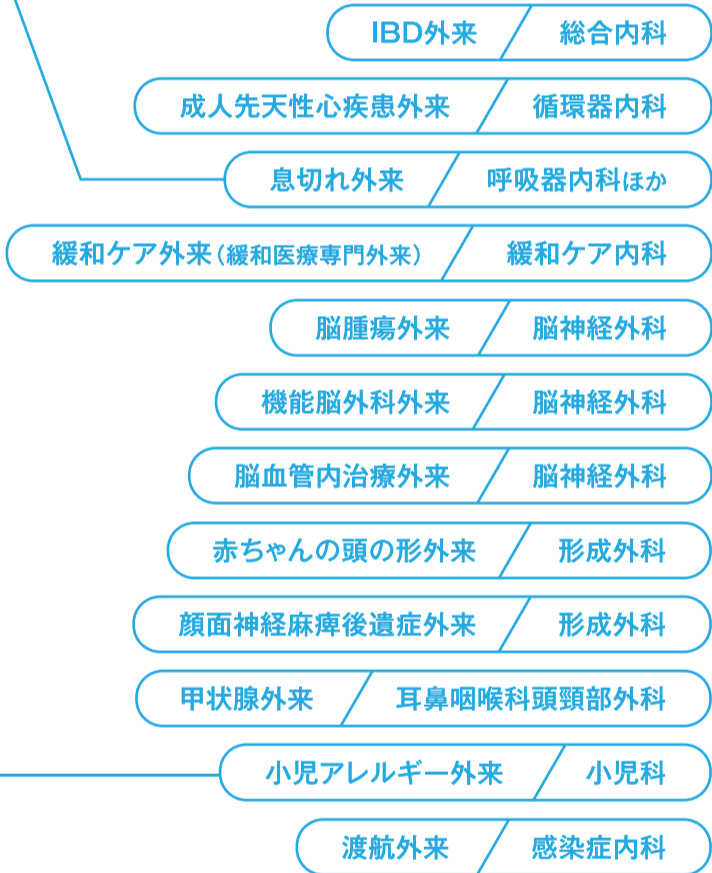 IBD外来 / 総合内科
成人先天性心疾患外来 / 循環器内科
息切れ外来 / 呼吸器内科ほか
緩和ケア外来(緩和医療専門外来) / 緩和ケア内科
脳腫瘍外来 / 脳神経外科
機能脳外科外来 / 脳神経外科
脳血管内治療外来 / 脳神経外科
赤ちゃんの頭の形外来 / 形成外科
顔面神経麻痺後遺症外来 / 形成外科
甲状腺外来 / 耳鼻咽喉科頭頸部外科
小児アレルギー外来 / 小児科
渡航外来 / 感染症内科